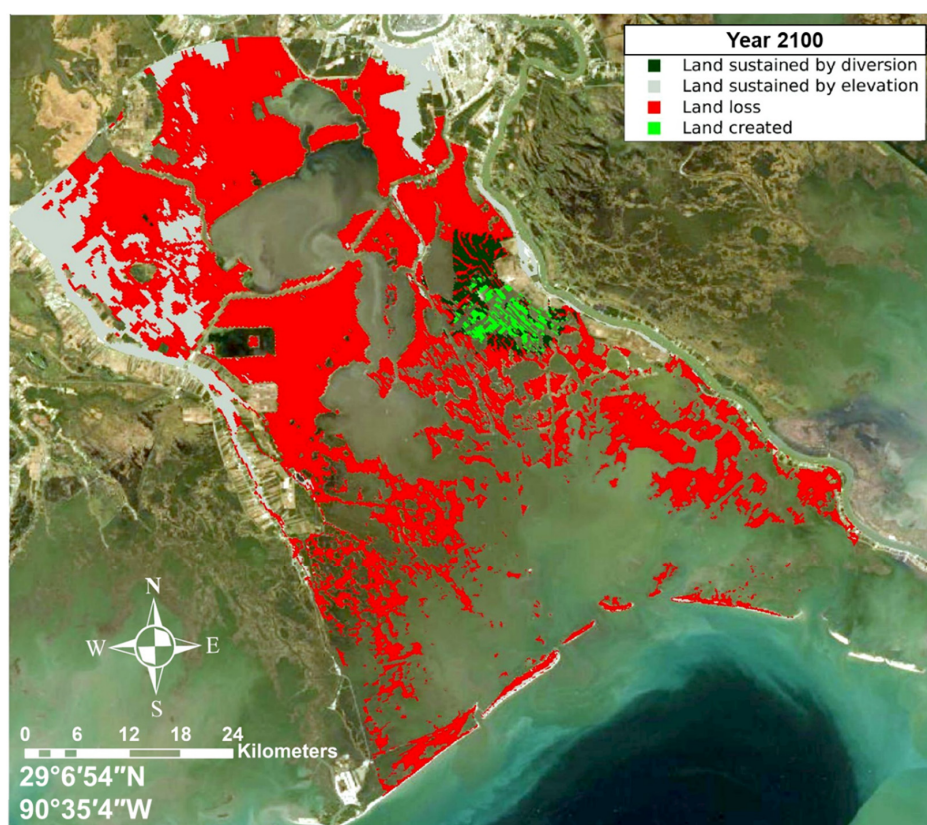 Year 2100
Land sustained by diversion
Land sustained by elevation
Land loss
Land created
N
W E
S
0 6 12 18 24
Kilometers
29°6′54″N
90°35′4″W